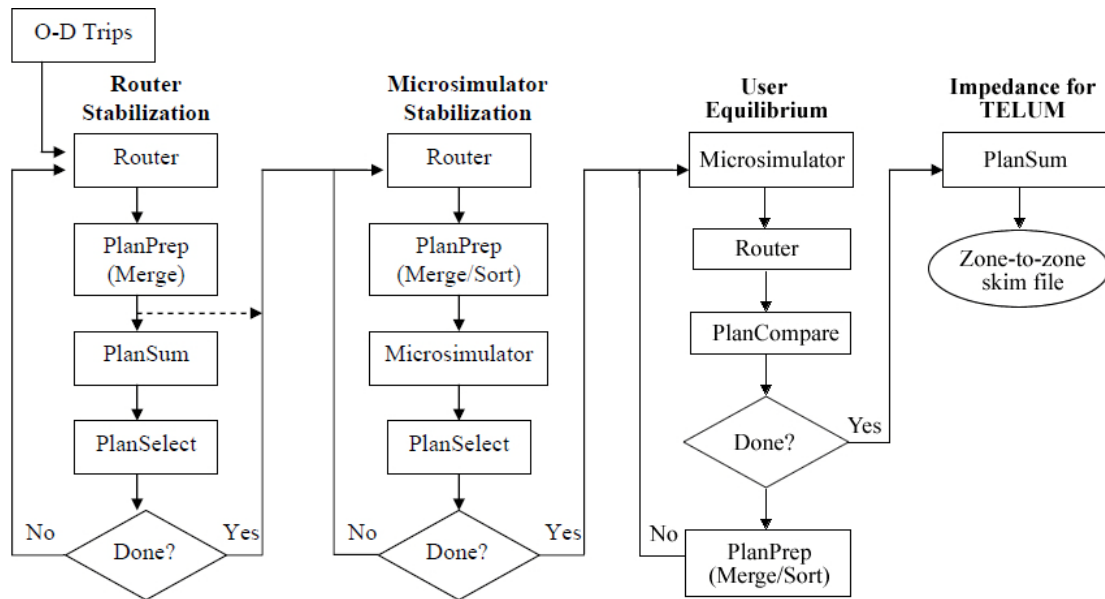 O-D Trips
Router
Stabilization
Router
PlanPrep
(Merge)
PlanSum
PlanSelect
Done?
No
Yes
Microsimulator
Stabilization
Router
PlanPrep
(Merge/Sort)
Microsimulator
PlanSelect
Done?
No
Yes
User
Equilibrium
Microsimulator
Router
PlanCompare
Done?
Yes
No
PlanPrep
(Merge/Sort)
Impedance for
TELUM
PlanSum
Zone-to-zone
skim file